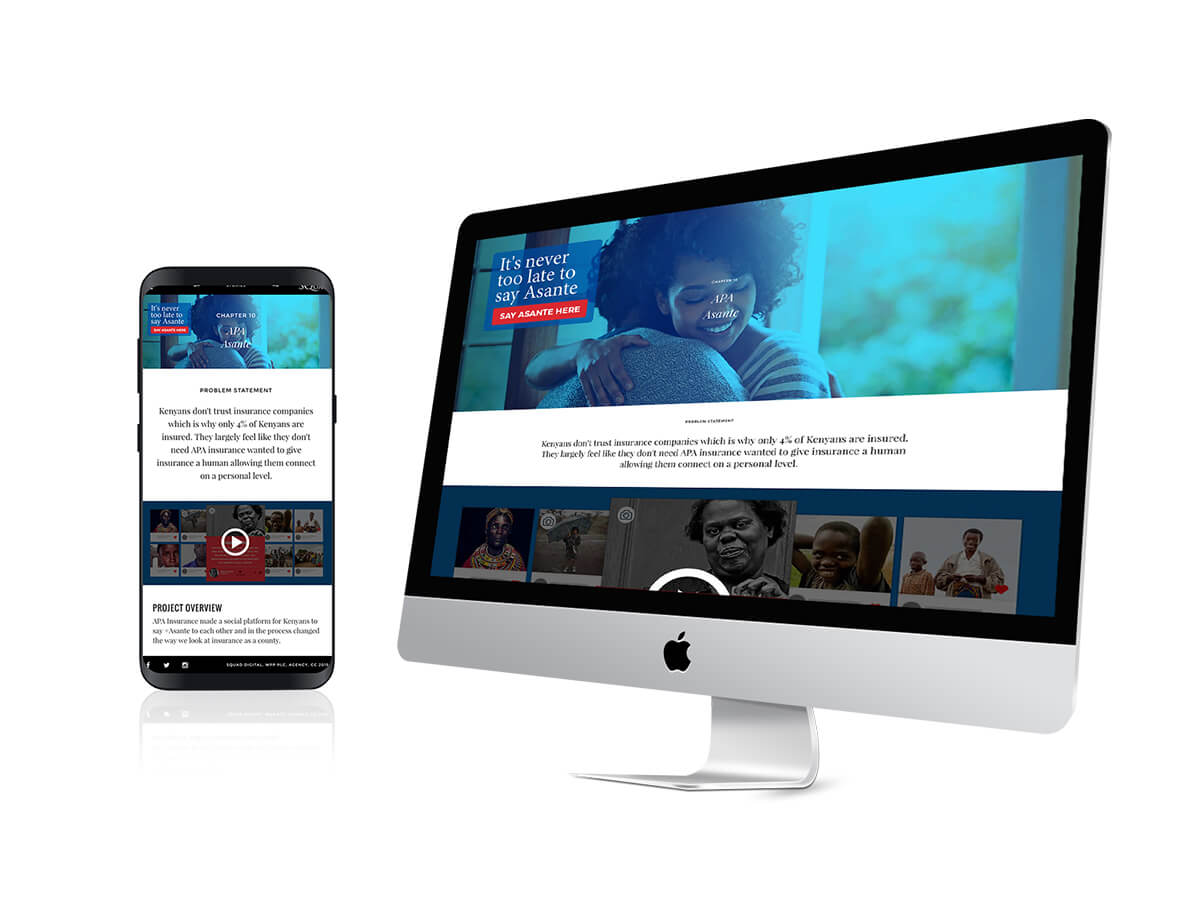 It's never
too late to
say Asante
SAY ASANTE HERE
CHAPTER 10
APA
Asante
PROBLEM STATEMENT
Kenyans don't trust insurance companies
which is why only 4% of Kenyans are
insured. They largely feel like they don't
need APA insurance wanted to give
insurance a human allowing them connect
on a personal level.
PROJECT OVERVIEW
APA Insurance made a social platform for Kenyans to
say #Asante to each other and in the process changed
the way we look at insurance as a county.
SQUAD DIGITAL, WPP PLC, AGENCY, CC 2015
It's never
too late to
say Asante
SAY ASANTE HERE
CHAPTER 10
APA
Asante
PROBLEM STATEMENT
Kenyans don't trust insurance companies which is why only 4% of Kenyans are insured.
They largely feel like they don't need APA insurance wanted to give insurance a human
allowing them connect on a personal level.